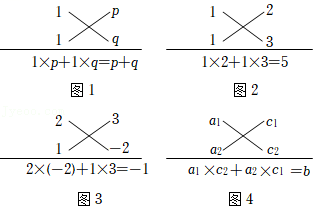 1 p 1 2
1 q 1 3
1×p+1×q=p+q 1×2+1×3=5
图1 图2
2 3 a₁ c₁
1 −2 a₂ c₂
2×(−2)+1×3=−1 a₁×c₂+a₂×c₁=b
图3 图4